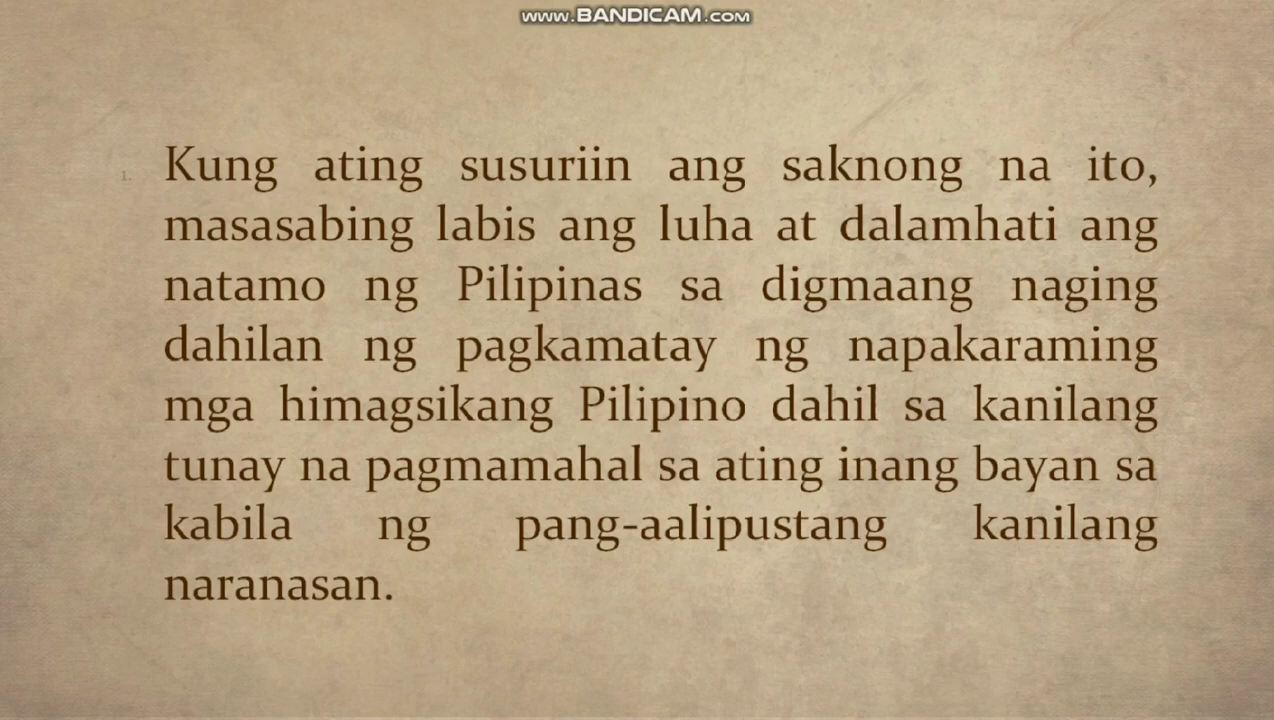 www.BANDICAM.com
1. Kung ating susuriin ang saknong na ito,
masasabing labis ang luha at dalamhati ang
natamo ng Pilipinas sa digmaang naging
dahilan ng pagkamatay ng napakaraming
mga himagsikang Pilipino dahil sa kanilang
tunay na pagmamahal sa ating inang bayan sa
kabila ng pang-aalipustang kanilang
naranasan.